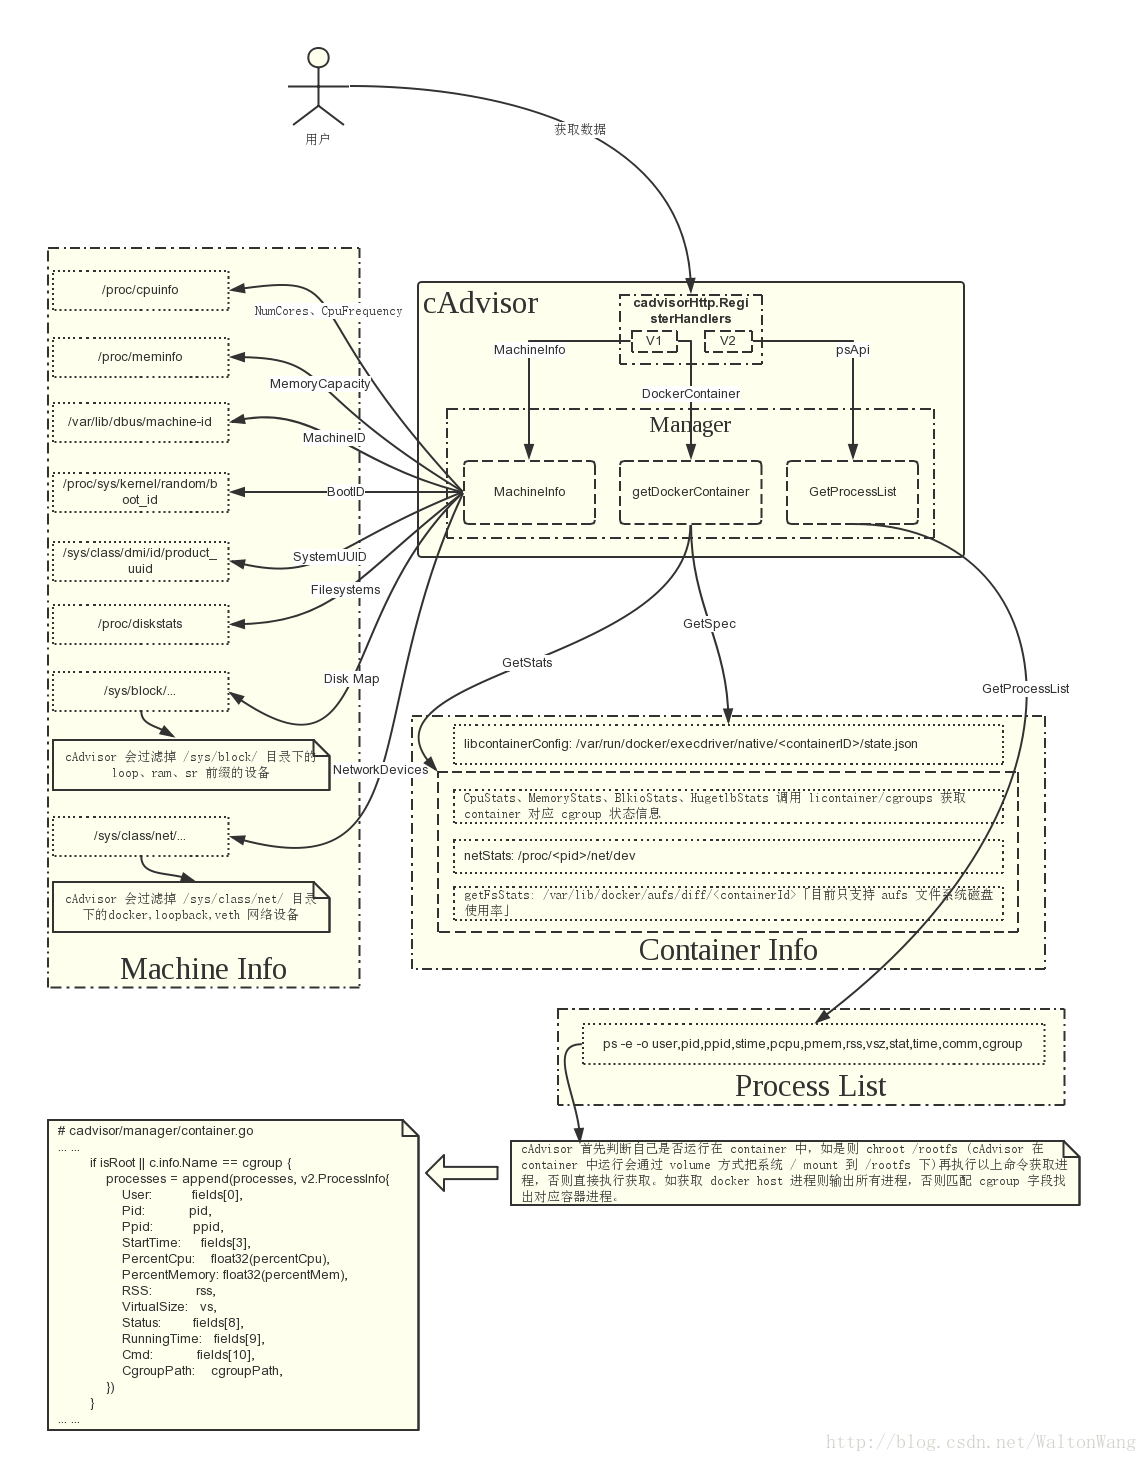 用户
获取数据
cAdvisor
cadvisorHttp.Regi
sterHandlers
V1
V2
MachineInfo
psApi
DockerContainer
Manager
MachineInfo
getDockerContainer
GetProcessList
/proc/cpuinfo
NumCores、CpuFrequency
/proc/meminfo
MemoryCapacity
/var/lib/dbus/machine-id
MachineID
/proc/sys/kernel/random/b
oot_id
BootID
/sys/class/dmi/id/product_
uuid
SystemUUID
/proc/diskstats
Filesystems
/sys/block/...
Disk Map
cAdvisor 会过滤掉 /sys/block/ 目录下的
loop、ram、sr 前缀的设备
NetworkDevices
/sys/class/net/...
cAdvisor 会过滤掉 /sys/class/net/ 目录
下的docker,loopback,veth 网络设备
Machine Info
GetStats
GetSpec
GetProcessList
libcontainerConfig: /var/run/docker/execdriver/native/<containerID>/state.json
CpuStats、MemoryStats、BlkioStats、HugetlbStats 调用 licontainer/cgroups 获取
container 对应 cgroup 状态信息
netStats: /proc/<pid>/net/dev
getFsStats: /var/lib/docker/aufs/diff/<containerId>「目前只支持 aufs 文件系统磁盘
使用率」
Container Info
ps -e -o user,pid,ppid,stime,pcpu,pmem,rss,vsz,stat,time,comm,cgroup
Process List
cAdvisor 首先判断自己是否运行在 container 中，如是则 chroot /rootfs (cAdvisor 在
container 中运行会通过 volume 方式把系统 / mount 到 /rootfs 下)再执行以上命令获取进
程，否则直接执行获取。如获取 docker host 进程则输出所有进程，否则匹配 cgroup 字段找
出对应容器进程。
# cadvisor/manager/container.go
... ...
if isRoot || c.info.Name == cgroup {
processes = append(processes, v2.ProcessInfo{
User: fields[0],
Pid: pid,
Ppid: ppid,
StartTime: fields[3],
PercentCpu: float32(percentCpu),
PercentMemory: float32(percentMem),
RSS: rss,
VirtualSize: vs,
Status: fields[8],
RunningTime: fields[9],
Cmd: fields[10],
CgroupPath: cgroupPath,
})
}
... ...
http://blog.csdn.net/WaltonWang